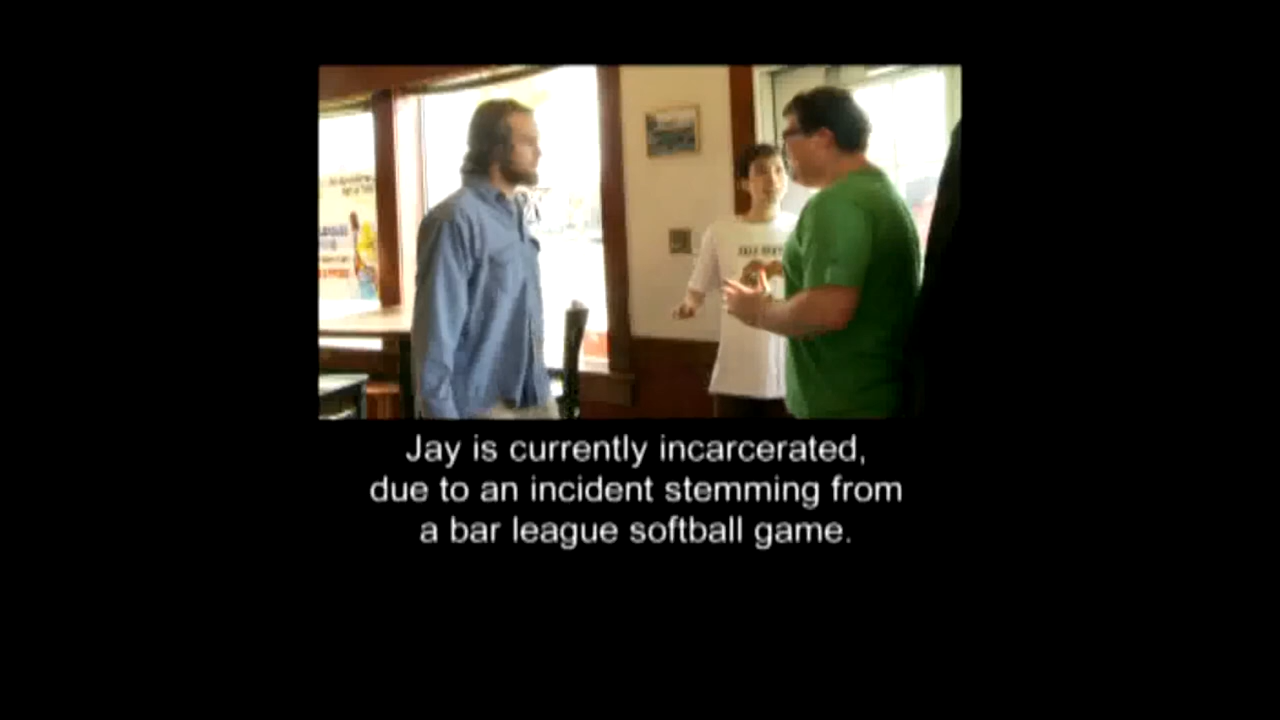 Jay is currently incarcerated,
due to an incident stemming from
a bar league softball game.